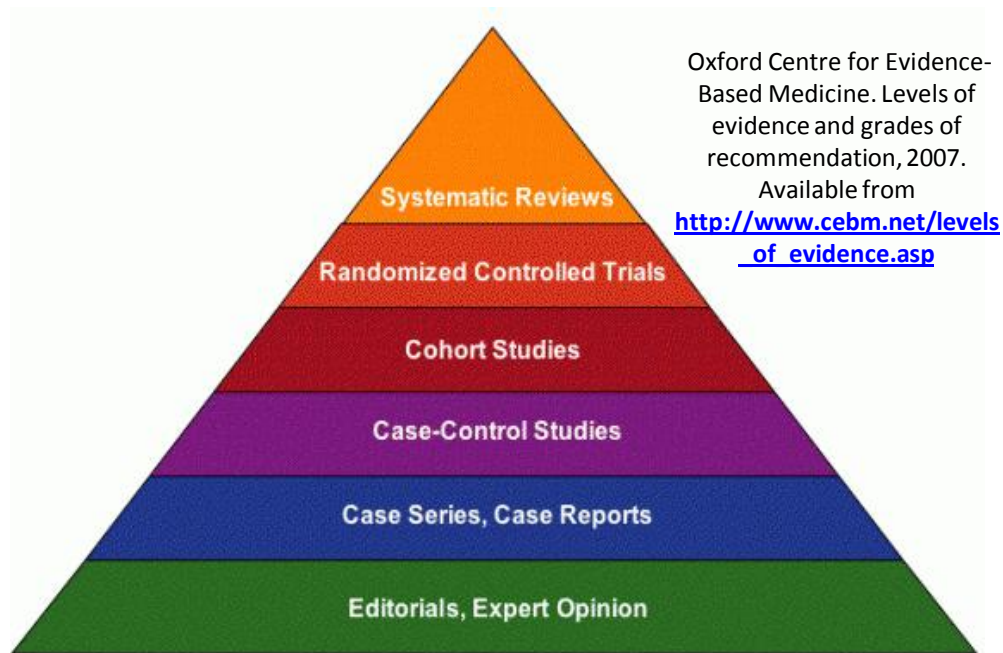 Oxford Centre for Evidence-
Based Medicine. Levels of
evidence and grades of
recommendation, 2007.
Available from
http://www.cebm.net/levels
_of_evidence.asp
Systematic Reviews
Randomized Controlled Trials
Cohort Studies
Case-Control Studies
Case Series, Case Reports
Editorials, Expert Opinion